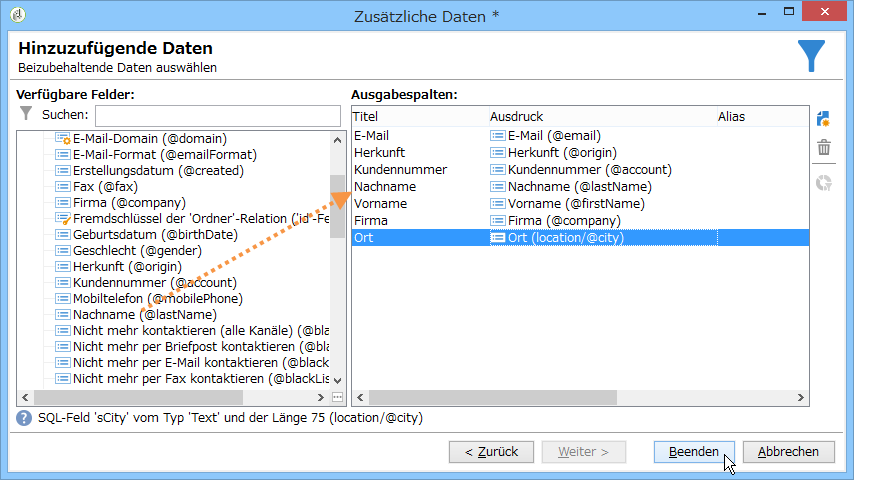 Zusätzliche Daten *
Hinzuzufügende Daten
Beizubehaltende Daten auswählen
Verfügbare Felder:
Suchen:
E-Mail-Domain (@domain)
E-Mail-Format (@emailFormat)
Erstellungsdatum (@created)
Fax (@fax)
Firma (@company)
Fremdschlüssel der 'Ordner'-Relation ('id'-Fe
Geburtsdatum (@birthDate)
Geschlecht (@gender)
Herkunft (@origin)
Kundennummer (@account)
Mobiltelefon (@mobilePhone)
Nachname (@lastName)
Nicht mehr kontaktieren (alle Kanäle) (@bla
Nicht mehr per Briefpost kontaktieren (@bla
Nicht mehr per E-Mail kontaktieren (@black
Nicht mehr per Fax kontaktieren (@blackLis
Ausgabespalten:
Titel Ausdruck Alias
E-Mail E-Mail (@email)
Herkunft Herkunft (@origin)
Kundennummer Kundennummer (@account)
Nachname Nachname (@lastName)
Vorname Vorname (@firstName)
Firma Firma (@company)
Ort Ort (location/@city)
SQL-Feld 'sCity' vom Typ 'Text' und der Länge 75 (location/@city)
< Zurück Weiter > Beenden Abbrechen